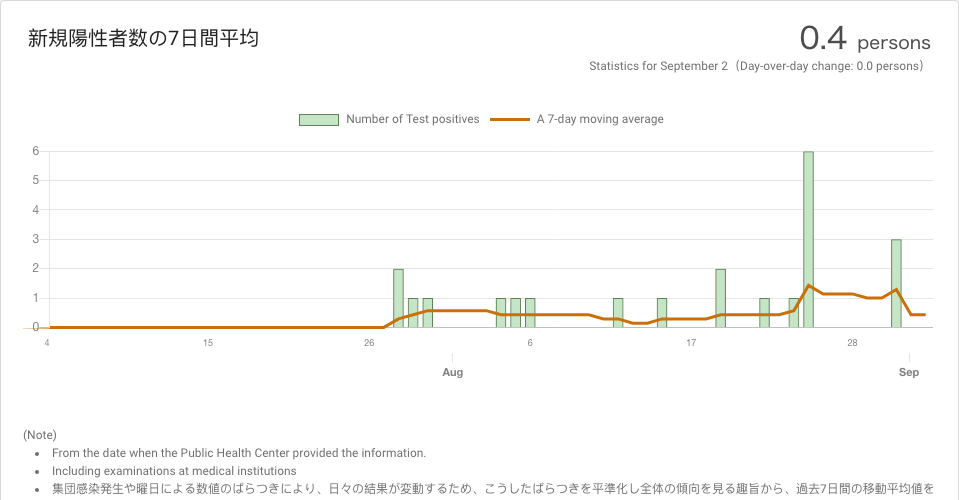 新規陽性者数の7日間平均
0.4 persons
Statistics for September 2（Day-over-day change: 0.0 persons）
Number of Test positives
A 7-day moving average
6
5
4
3
2
1
0
4 15 26 6 17 28
Aug Sep
(Note)
• From the date when the Public Health Center provided the information.
• Including examinations at medical institutions
• 集団感染発生や曜日による数値のばらつきにより、日々の結果が変動するため、こうしたばらつきを平準化し全体の傾向を見る趣旨から、過去7日間の移動平均値を